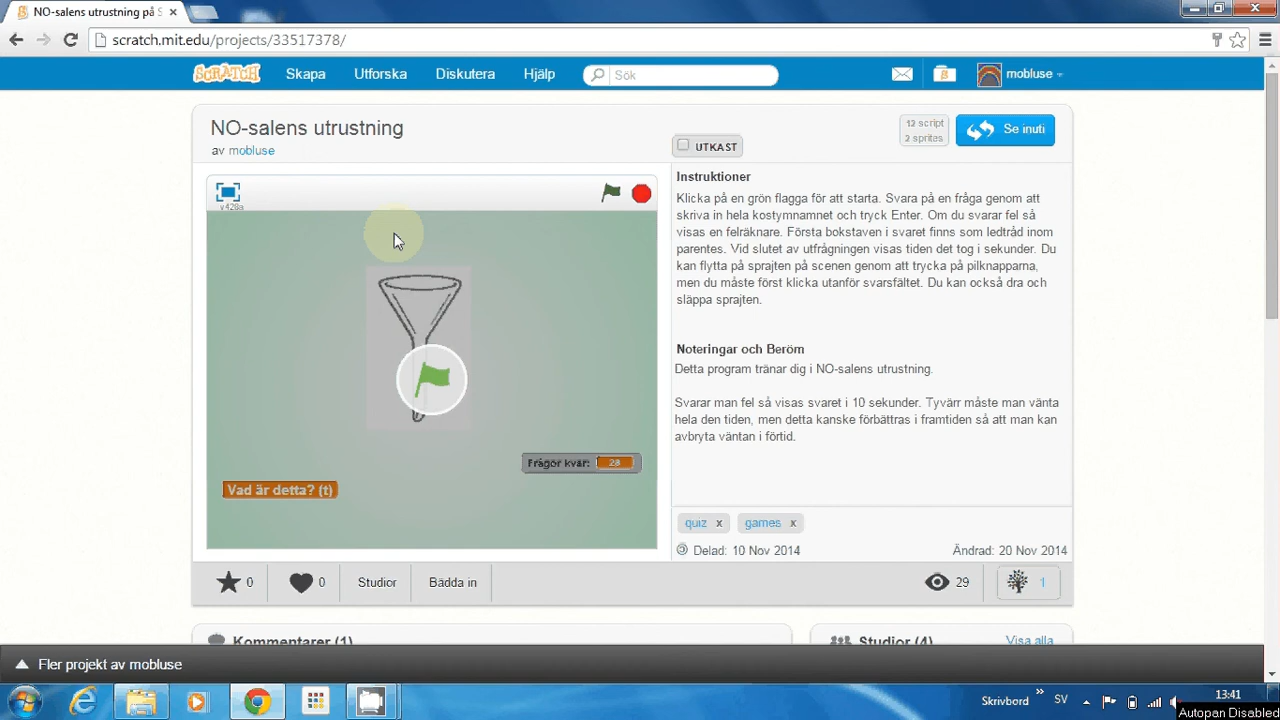 NO-salens utrustning på S
scratch.mit.edu/projects/33517378/
SCRATCH
Skapa
Utforska
Diskutera
Hjälp
Sök
mobluse
NO-salens utrustning
av mobluse
UTKAST
12 script
2 sprites
Se inuti
v428a
Vad är detta? (t)
Frågor kvar: 28
Instruktioner
Klicka på en grön flagga för att starta. Svara på en fråga genom att
skriva in hela kostymnamnet och tryck Enter. Om du svarar fel så
visas en felräknare. Första bokstaven i svaret finns som ledtråd inom
parentes. Vid slutet av utfrågningen visas tiden det tog i sekunder. Du
kan flytta på sprajten på scenen genom att trycka på pilknapparna,
men du måste först klicka utanför svarsfältet. Du kan också dra och
släppa sprajten.
Noteringar och Beröm
Detta program tränar dig i NO-salens utrustning.
Svarar man fel så visas svaret i 10 sekunder. Tyvärr måste man vänta
hela den tiden, men detta kanske förbättras i framtiden så att man kan
avbryta väntan i förtid.
quiz x
games x
Delad: 10 Nov 2014
Ändrad: 20 Nov 2014
0
0
Studior
Bädda in
29
1
Kommentarer (1)
Studior (4)
Visa alla
Fler projekt av mobluse
Skrivbord
SV
13:41
Autopan Disabled